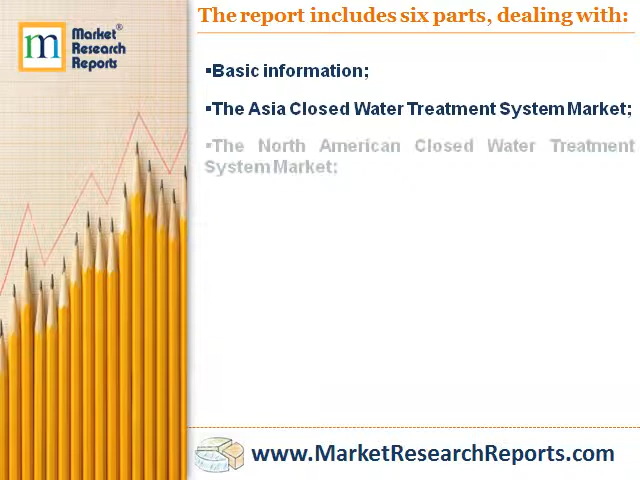 m Market®
Research
Reports
The report includes six parts, dealing with:
▪Basic information;
▪The Asia Closed Water Treatment System Market;
▪The North American Closed Water Treatment
System Market;
www.MarketResearchReports.com